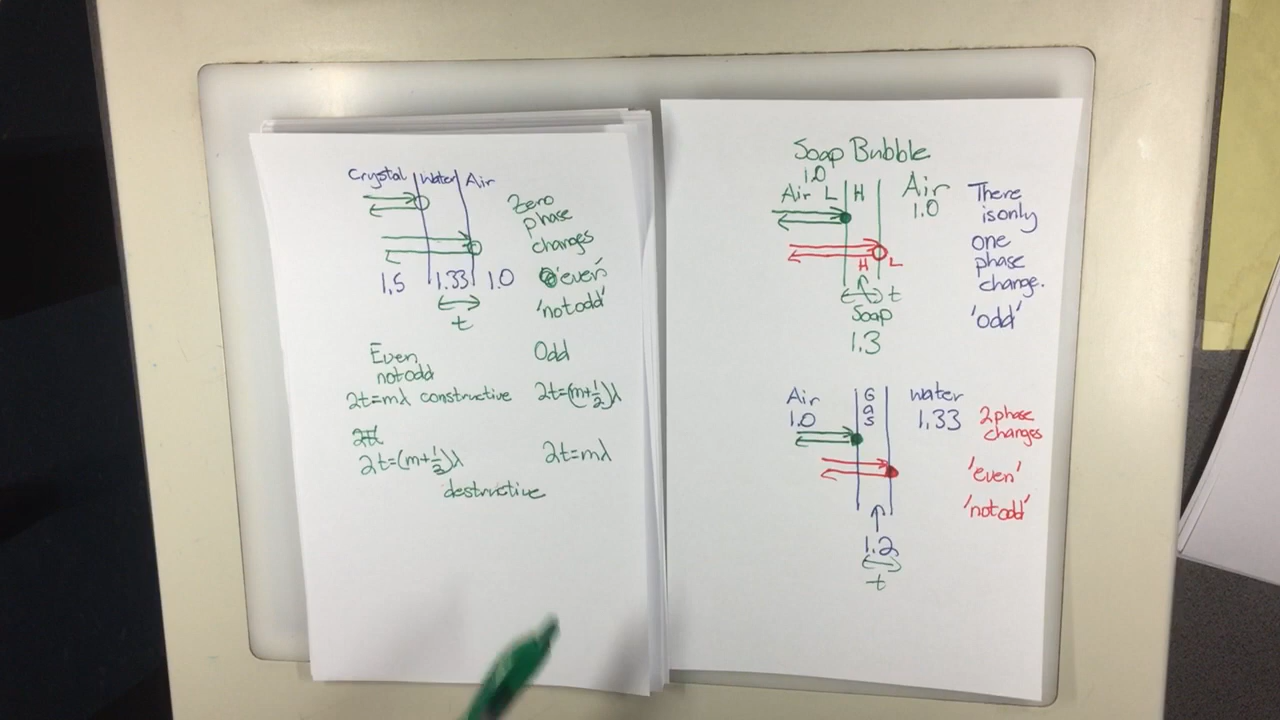 Crystal Water Air
Zero
phase
changes
1.5 1.33 1.0
'even'
'not odd'
t
Even,
not odd
Odd
2t=mλ constructive 2t=(m+1/2)λ
2t=(m+1/2)λ 2t=mλ
destructive
Soap Bubble
1.0
Air L H Air
1.0
H L
t
Soap
1.3
There
is only
one
phase
change.
'odd'
Air Gas Water
1.0 1.33
2 phase
changes
'even'
'not odd'
1.2
t